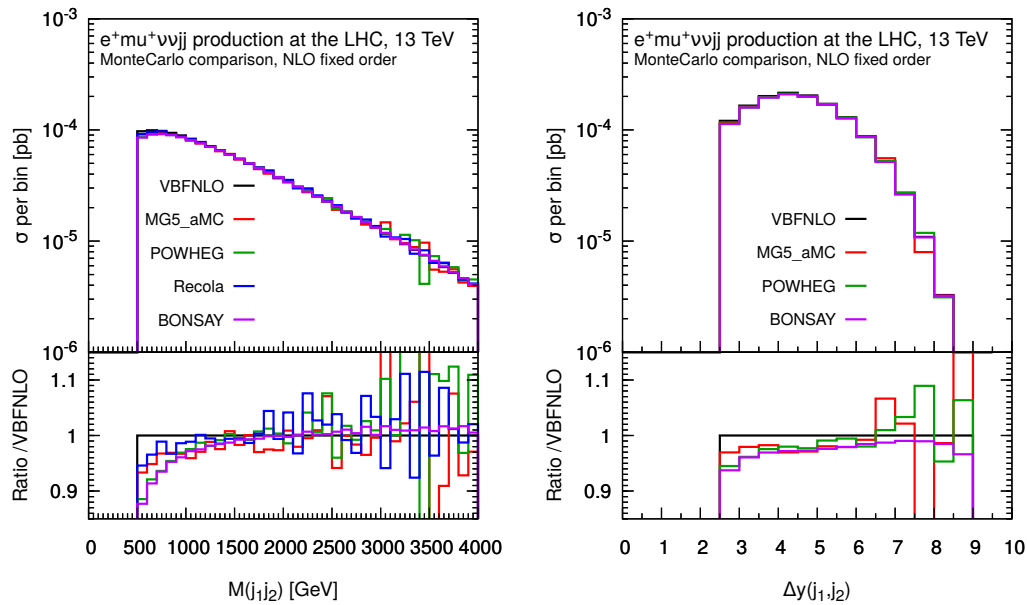 10⁻³
e⁺mu⁺ννjj production at the LHC, 13 TeV
MonteCarlo comparison, NLO fixed order
10⁻⁴
σ per bin [pb]
VBFNLO
MG5_aMC
POWHEG
Recola
BONSAY
10⁻⁵
10⁻⁶
1.1
1
0.9
Ratio /VBFNLO
0 500 1000 1500 2000 2500 3000 3500 4000
M(j₁j₂) [GeV]
10⁻³
e⁺mu⁺ννjj production at the LHC, 13 TeV
MonteCarlo comparison, NLO fixed order
10⁻⁴
σ per bin [pb]
VBFNLO
MG5_aMC
POWHEG
BONSAY
10⁻⁵
10⁻⁶
1.1
1
0.9
Ratio /VBFNLO
0 1 2 3 4 5 6 7 8 9 10
Δy(j₁,j₂)